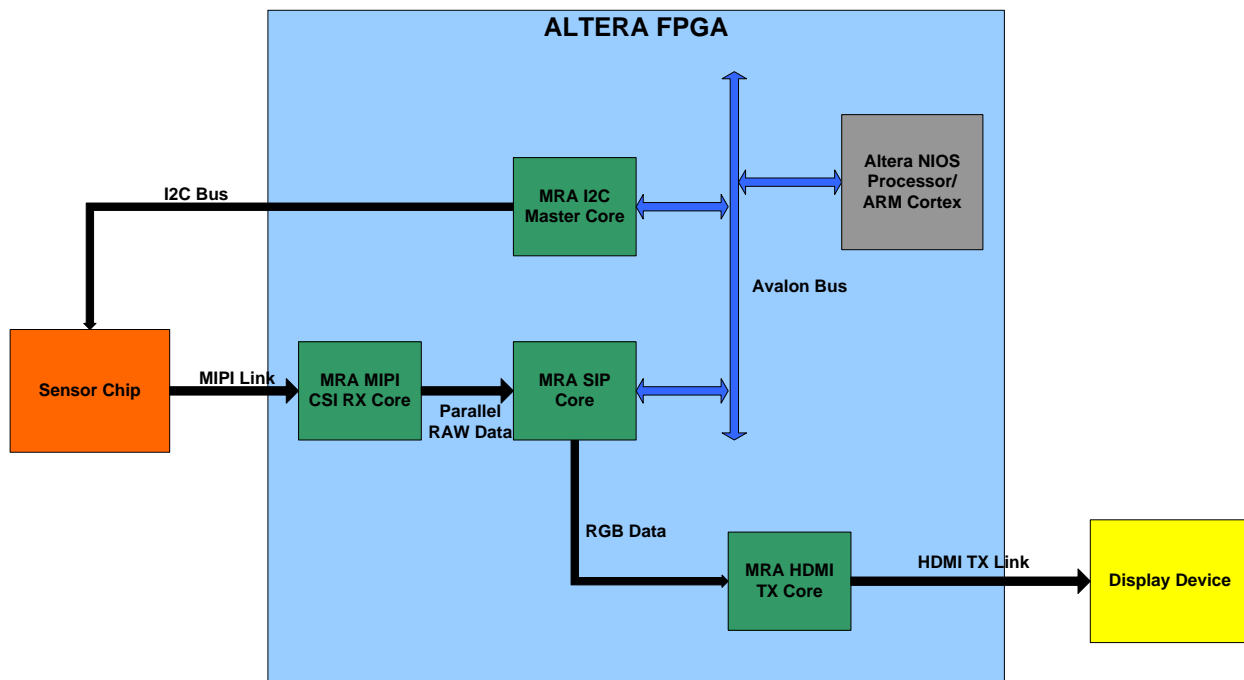 ALTERA FPGA
Altera NIOS
Processor/
ARM Cortex
I2C Bus
MRA I2C
Master Core
Avalon Bus
Sensor Chip
MIPI Link
MRA MIPI
CSI RX Core
Parallel
RAW Data
MRA SIP
Core
RGB Data
MRA HDMI
TX Core
HDMI TX Link
Display Device